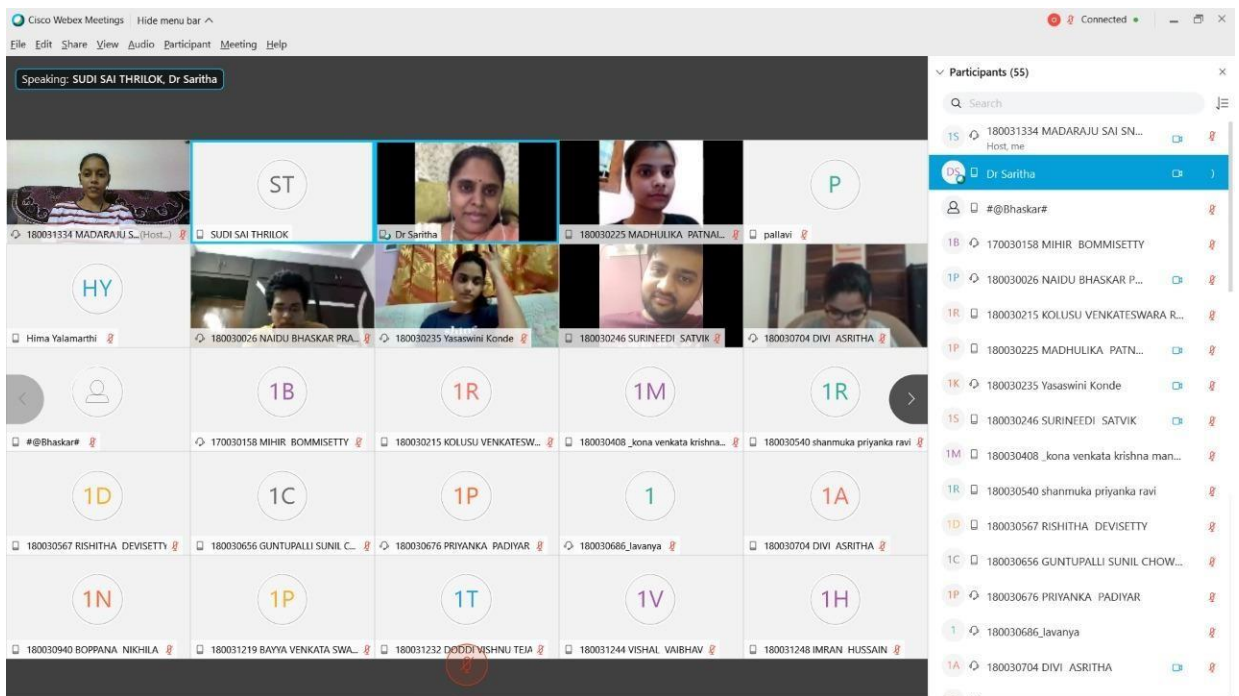 Cisco Webex Meetings Hide menu bar
Connected
File Edit Share View Audio Participant Meeting Help
Speaking: SUDI SAI THRILOK, Dr Saritha
180031334 MADARAJU S... (Host...)
ST
SUDI SAI THRILOK
Dr Saritha
180030225 MADHULIKA PATNAI...
P
pallavi
HY
Hima Yalamarthi
180030026 NAIDU BHASKAR PRA...
180030235 Yasaswini Konde
180030246 SURINEEDI SATVIK
180030704 DIVI ASRITHA
#@Bhaskar#
1B
170030158 MIHIR BOMMISETTY
1R
180030215 KOLUSU VENKATESW...
1M
180030408 _kona venkata krishna...
1R
180030540 shanmuka priyanka ravi
1D
180030567 RISHITHA DEVISETTY
1C
180030656 GUNTUPALLI SUNIL C...
1P
180030676 PRIYANKA PADIYAR
1
180030686_lavanya
1A
180030704 DIVI ASRITHA
1N
180030940 BOPPANA NIKHILA
1P
180031219 BAYYA VENKATA SWA...
1T
180031232 DODDI VISHNU TEJA
1V
180031244 VISHAL VAIBHAV
1H
180031248 IMRAN HUSSAIN
Participants (55)
Search
1S 180031334 MADARAJU SAI SN...
Host, me
DS Dr Saritha
#@Bhaskar#
1B 170030158 MIHIR BOMMISETTY
1P 180030026 NAIDU BHASKAR P...
1R 180030215 KOLUSU VENKATESWARA R...
1P 180030225 MADHULIKA PATN...
1K 180030235 Yasaswini Konde
1S 180030246 SURINEEDI SATVIK
1M 180030408 _kona venkata krishna man...
1R 180030540 shanmuka priyanka ravi
1D 180030567 RISHITHA DEVISETTY
1C 180030656 GUNTUPALLI SUNIL CHOW...
1P 180030676 PRIYANKA PADIYAR
1 180030686_lavanya
1A 180030704 DIVI ASRITHA